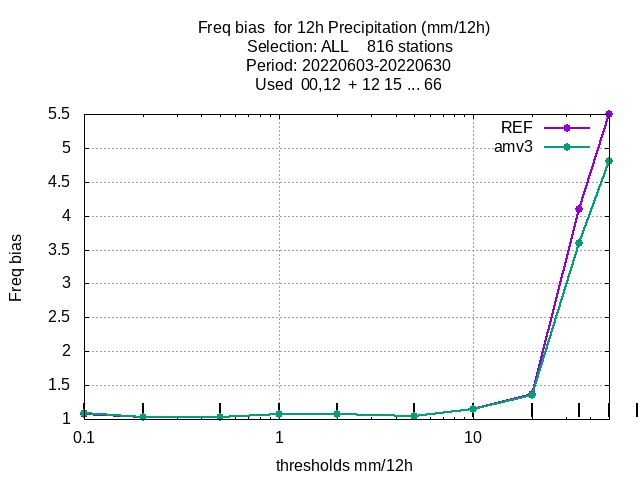 Freq bias  for 12h Precipitation (mm/12h)
Selection: ALL    816 stations
Period: 20220603-20220630
Used  00,12  + 12 15 ... 66
5.5
5
4.5
4
3.5
3
2.5
2
1.5
1
Freq bias
REF
amv3
0.1
1
10
thresholds mm/12h